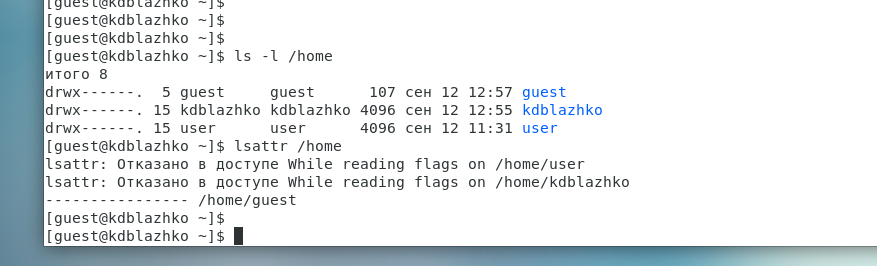 [guest@kdblazhko ~]$
[guest@kdblazhko ~]$
[guest@kdblazhko ~]$
[guest@kdblazhko ~]$ ls -l /home
итого 8
drwx------.  5 guest     guest      107 сен 12 12:57 guest
drwx------. 15 kdblazhko kdblazhko 4096 сен 12 12:55 kdblazhko
drwx------. 15 user      user      4096 сен 12 11:31 user
[guest@kdblazhko ~]$ lsattr /home
lsattr: Отказано в доступе While reading flags on /home/user
lsattr: Отказано в доступе While reading flags on /home/kdblazhko
---------------- /home/guest
[guest@kdblazhko ~]$
[guest@kdblazhko ~]$